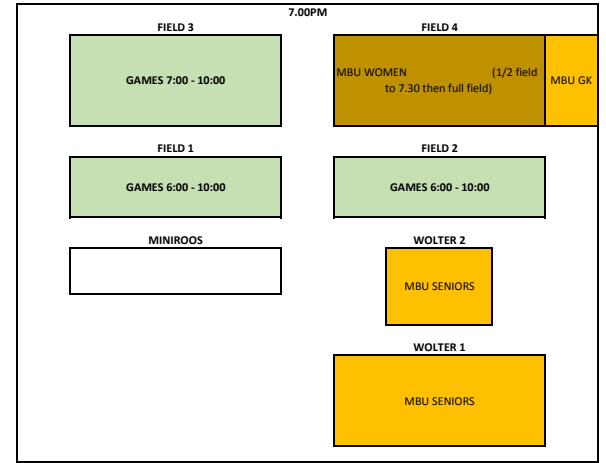 7.00PM
FIELD 3
FIELD 4
GAMES 7:00 - 10:00
MBU WOMEN (1/2 field
to 7.30 then full field)
MBU GK
FIELD 1
FIELD 2
GAMES 6:00 - 10:00
GAMES 6:00 - 10:00
MINIROOS
WOLTER 2
MBU SENIORS
WOLTER 1
MBU SENIORS